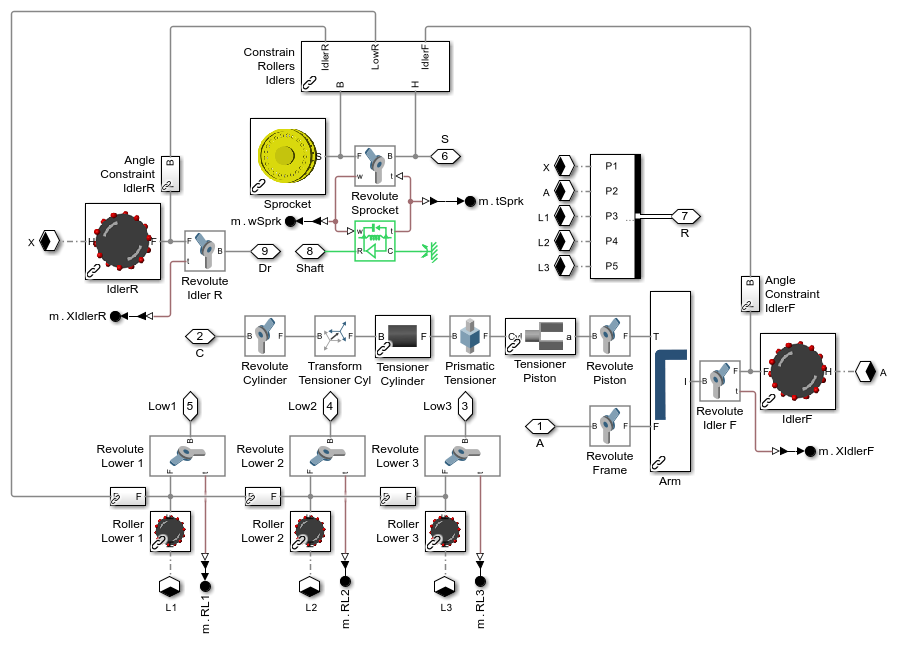 Constrain
Rollers
Idlers
IdlerR
LowR
IdlerF
B
H
S
6
S
F
B
w
t
Sprocket
Revolute
Sprocket
m.wSprk
m.tSprk
w
t
R
C
8
Shaft
Angle
Constraint
IdlerR
B
X
H
F
IdlerR
F
B
t
Revolute
Idler R
9
Dr
m.XIdlerR
X
A
L1
L2
L3
P1
P2
P3
P4
P5
7
R
2
C
B
F
Revolute
Cylinder
B
F
Transform
Tensioner Cyl
B
F
Tensioner
Cylinder
B
F
Prismatic
Tensioner
Cyl
a
Tensioner
Piston
B
F
Revolute
Piston
T
F
I
Arm
1
A
B
F
Revolute
Frame
B
F
t
Revolute
Idler F
Angle
Constraint
IdlerF
B
F
H
IdlerF
A
m.XIdlerF
Low1
5
Low2
4
Low3
3
Revolute
Lower 1
B
F
t
Revolute
Lower 2
B
F
t
Revolute
Lower 3
B
F
t
F
F
F
Roller
Lower 1
Roller
Lower 2
Roller
Lower 3
L1
m.RL1
L2
m.RL2
L3
m.RL3